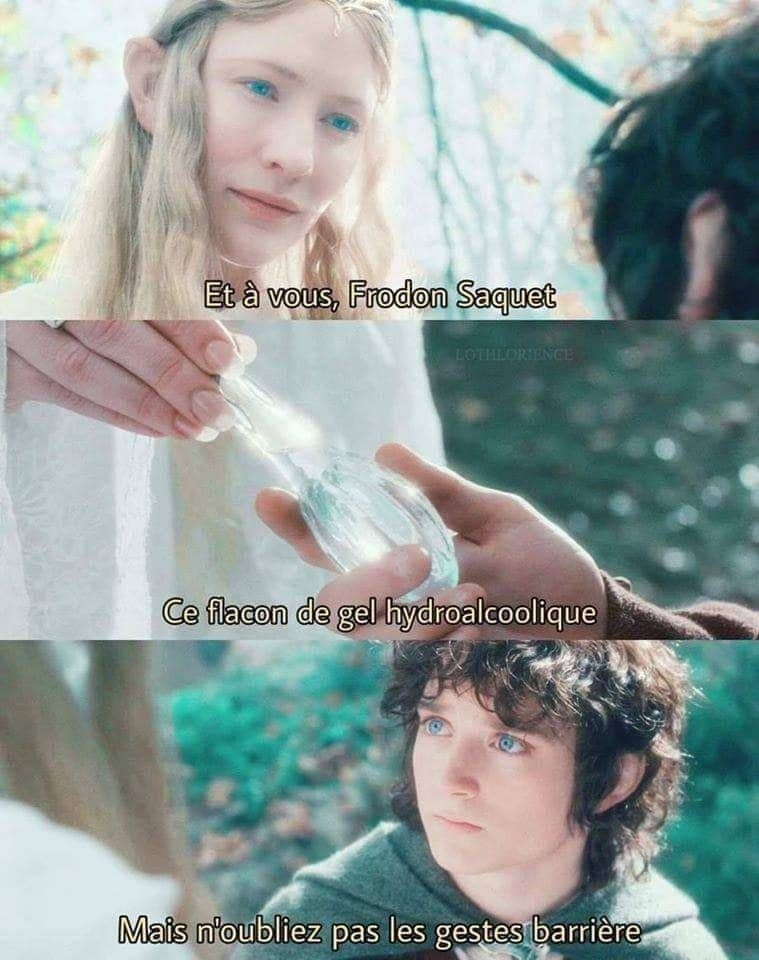 Et à vous, Frodon Saquet
LOTHLORIENCE
Ce flacon de gel hydroalcoolique
Mais n'oubliez pas les gestes barrière